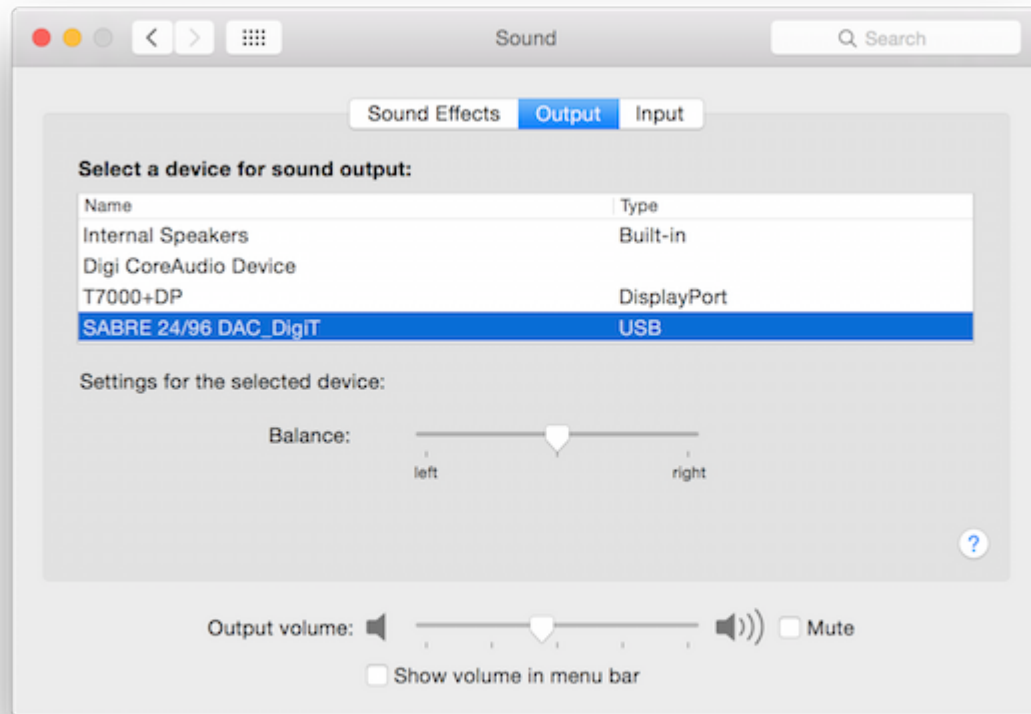 Sound
Search
Sound Effects Output Input
Select a device for sound output:
Name Type
Internal Speakers Built-in
Digi CoreAudio Device
T7000+DP DisplayPort
SABRE 24/96 DAC_DigiT USB
Settings for the selected device:
Balance:
left right
?
Output volume: Mute
Show volume in menu bar